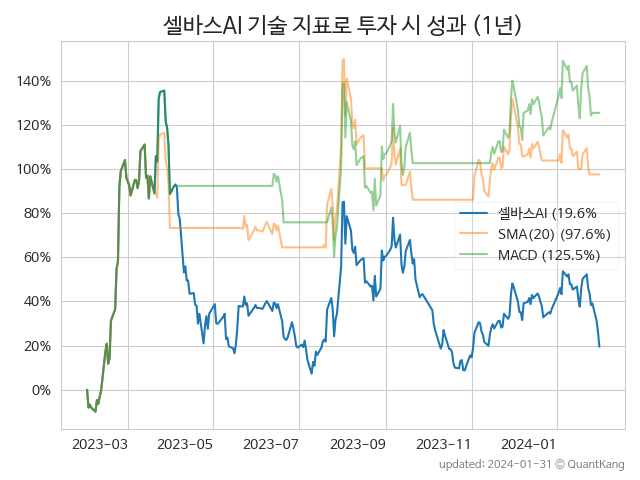 셀바스AI 기술 지표로 투자 시 성과 (1년)
140%
120%
100%
80%
60%
40%
20%
0%
셀바스AI (19.6%
SMA(20) (97.6%)
MACD (125.5%)
2023-03 2023-05 2023-07 2023-09 2023-11 2024-01
updated: 2024-01-31 © QuantKang